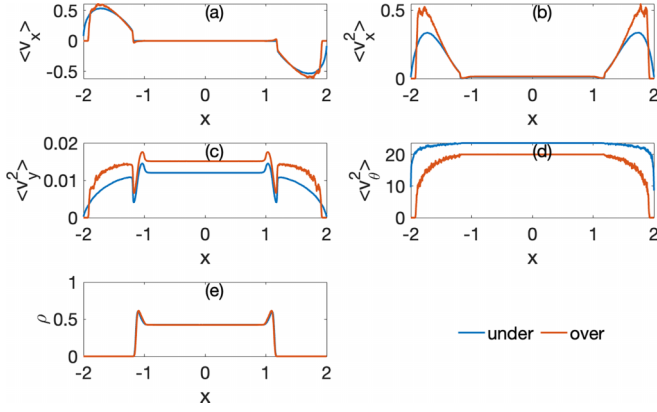 (a)
<v_x>
0.5
0
-0.5
-2 -1 0 1 2
x
(b)
<v_x^2>
0.5
0
-2 -1 0 1 2
x
(c)
<v_y^2>
0.02
0.01
0
-2 -1 0 1 2
x
(d)
<v_θ^2>
20
10
0
-2 -1 0 1 2
x
(e)
ρ
1
0.5
0
-2 -1 0 1 2
x
under over